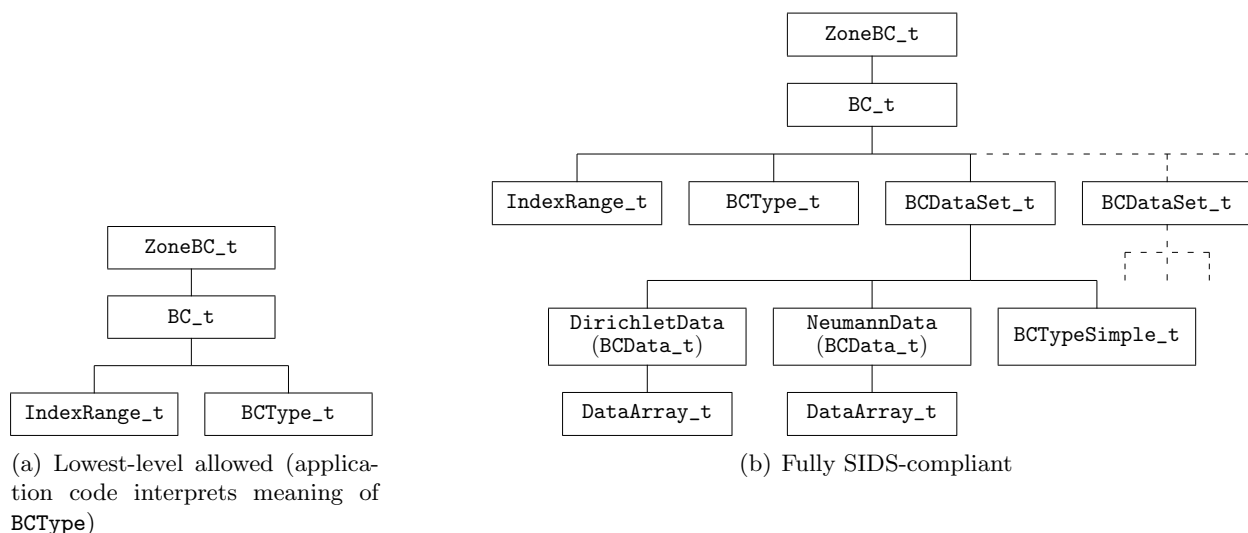 ZoneBC_t
BC_t
IndexRange_t
BCType_t
(a) Lowest-level allowed (applica-
tion code interprets meaning of
BCType)
ZoneBC_t
BC_t
IndexRange_t
BCType_t
BCDataSet_t
BCDataSet_t
DirichletData
(BCData_t)
NeumannData
(BCData_t)
BCTypeSimple_t
DataArray_t
DataArray_t
(b) Fully SIDS-compliant